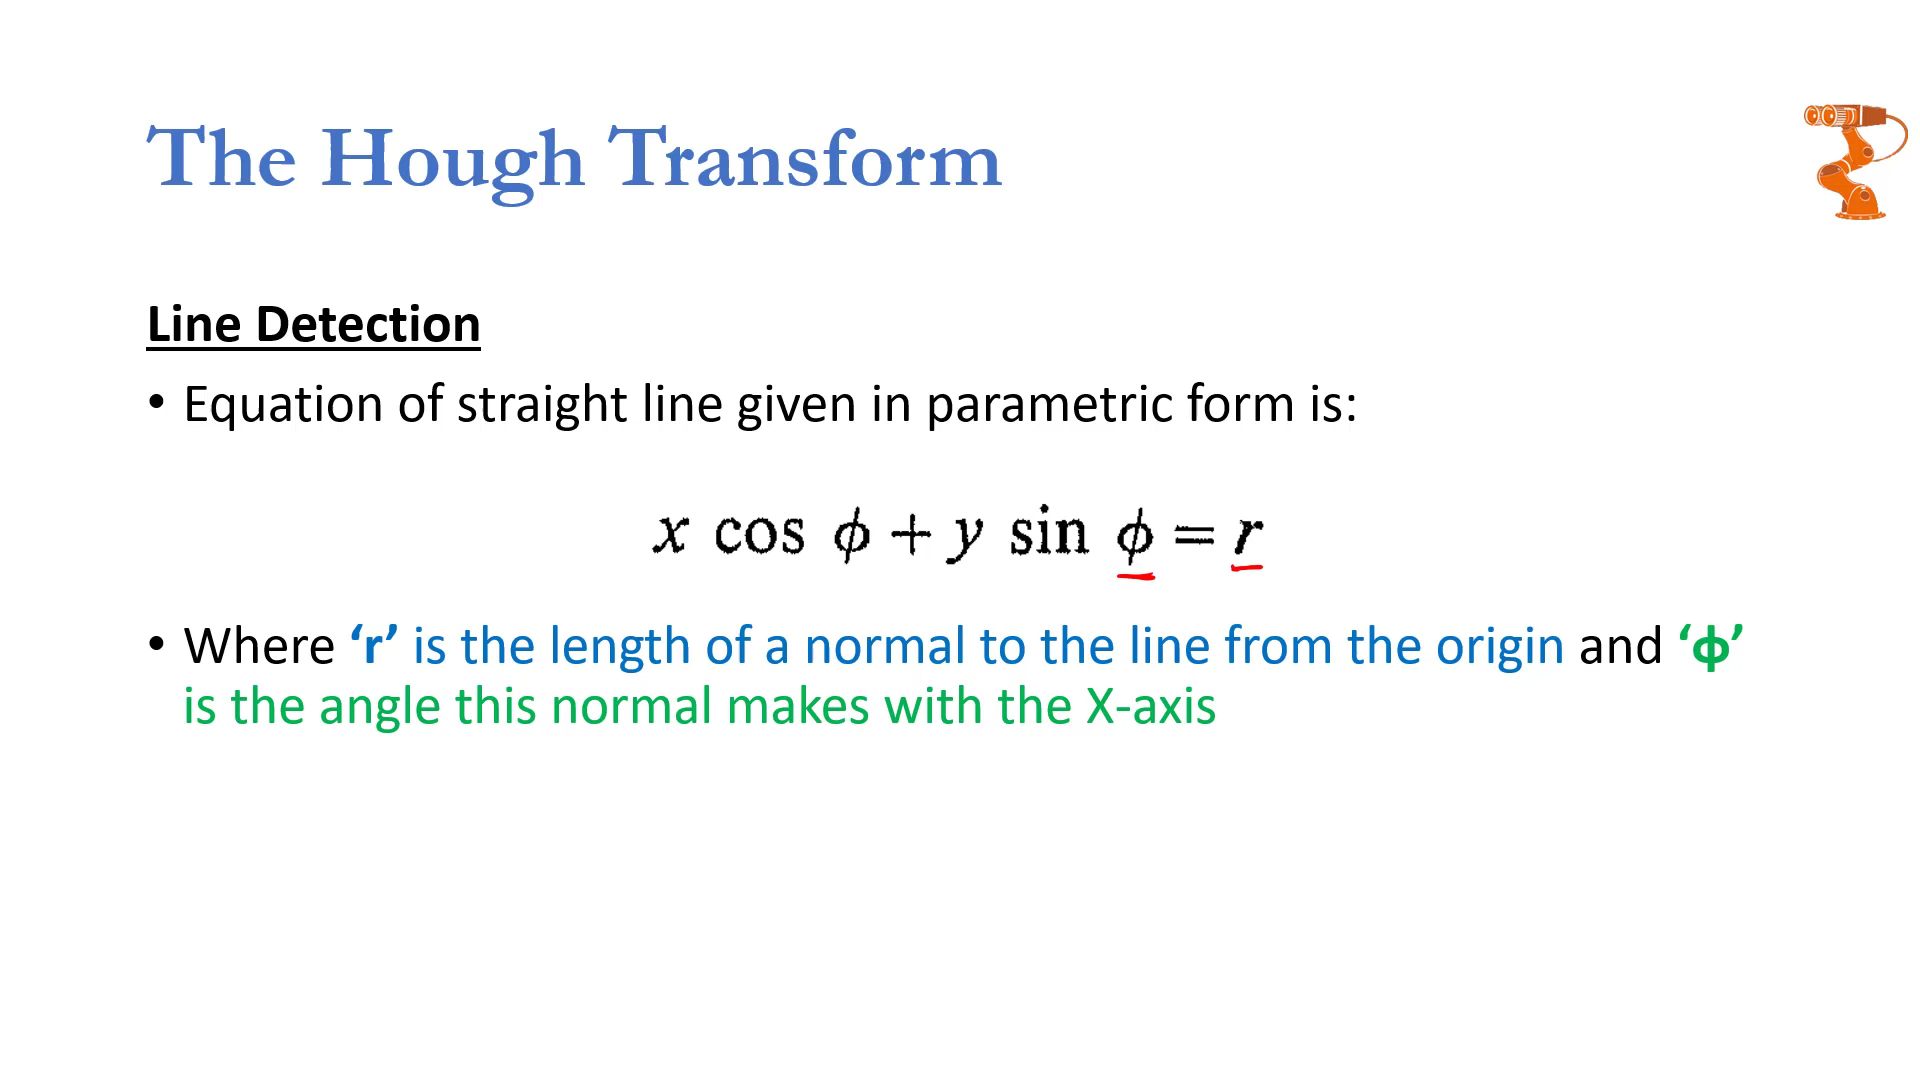 The Hough Transform
Line Detection
• Equation of straight line given in parametric form is:
x cos ϕ + y sin ϕ = r
• Where ‘r’ is the length of a normal to the line from the origin and ‘ϕ’
is the angle this normal makes with the X-axis